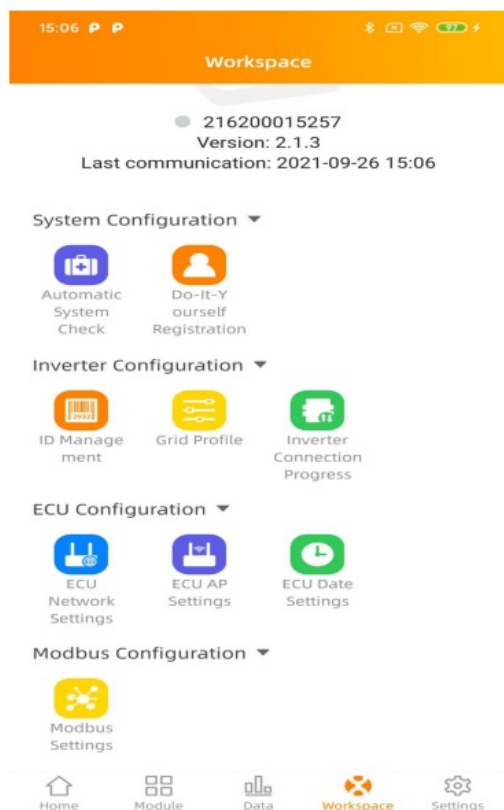 15:06 P P 97
Workspace
216200015257
Version: 2.1.3
Last communication: 2021-09-26 15:06
System Configuration
Automatic Do-It-Y
System ourself
Check Registration
Inverter Configuration
ID Manage Grid Profile Inverter
ment Connection
Progress
ECU Configuration
ECU ECU AP ECU Date
Network Settings Settings
Settings
Modbus Configuration
Modbus
Settings
Home Module Data Workspace Settings